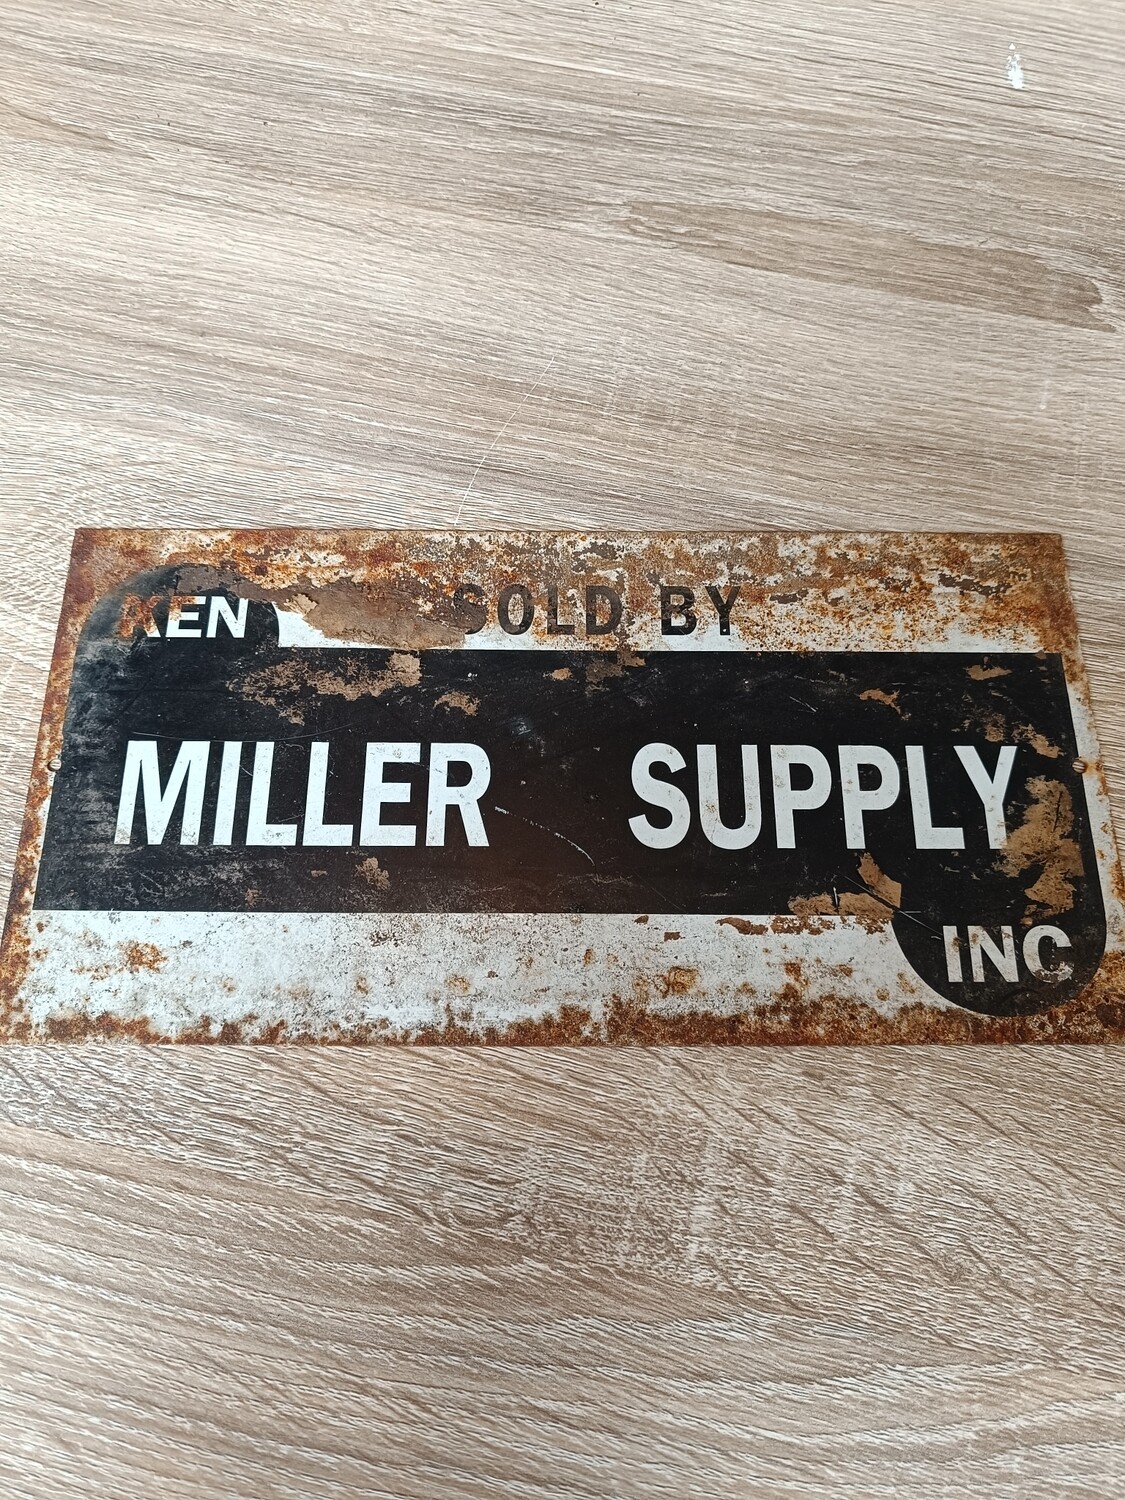 SOLD BY
KEN
MILLER SUPPLY
INC